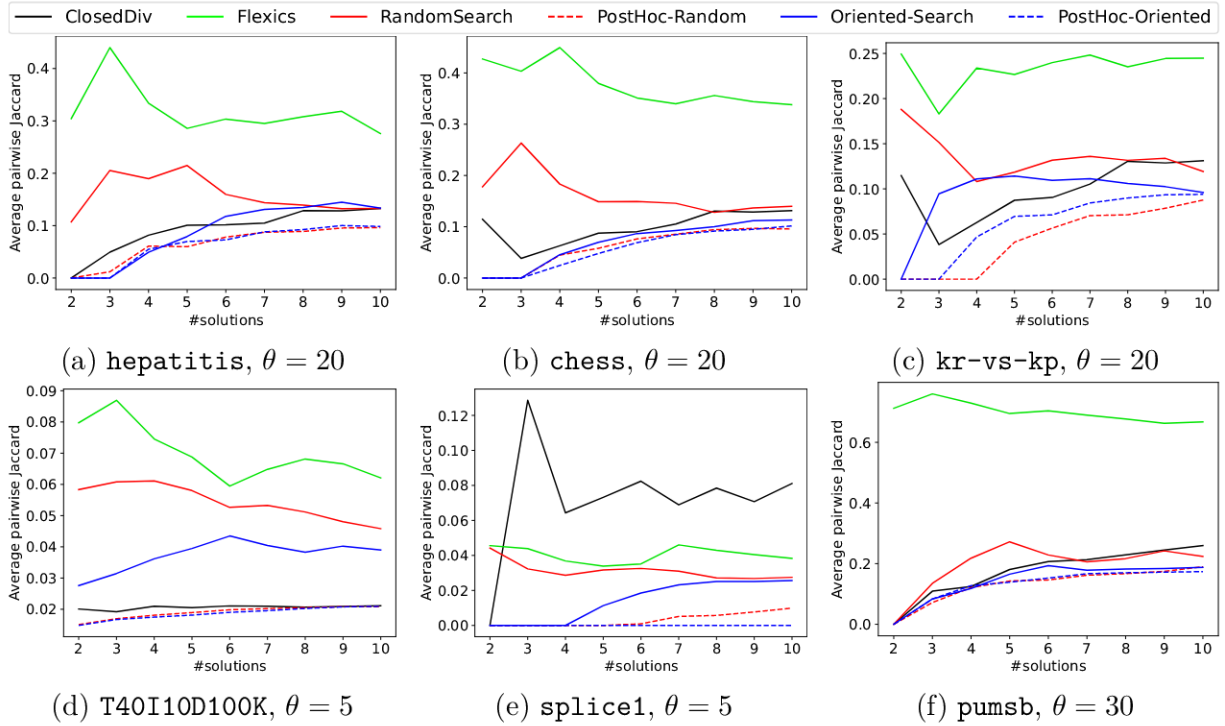 ClosedDiv Flexics RandomSearch PostHoc-Random Oriented-Search PostHoc-Oriented
Average pairwise Jaccard
0.4
0.3
0.2
0.1
0.0
2 3 4 5 6 7 8 9 10
#solutions
(a) hepatitis, θ = 20
Average pairwise Jaccard
0.4
0.3
0.2
0.1
0.0
2 3 4 5 6 7 8 9 10
#solutions
(b) chess, θ = 20
Average pairwise Jaccard
0.25
0.20
0.15
0.10
0.05
0.00
2 3 4 5 6 7 8 9 10
#solutions
(c) kr-vs-kp, θ = 20
Average pairwise Jaccard
0.09
0.08
0.07
0.06
0.05
0.04
0.03
0.02
2 3 4 5 6 7 8 9 10
#solutions
(d) T40I10D100K, θ = 5
Average pairwise Jaccard
0.12
0.10
0.08
0.06
0.04
0.02
0.00
2 3 4 5 6 7 8 9 10
#solutions
(e) splice1, θ = 5
Average pairwise Jaccard
0.6
0.4
0.2
0.0
2 3 4 5 6 7 8 9 10
#solutions
(f) pumsb, θ = 30